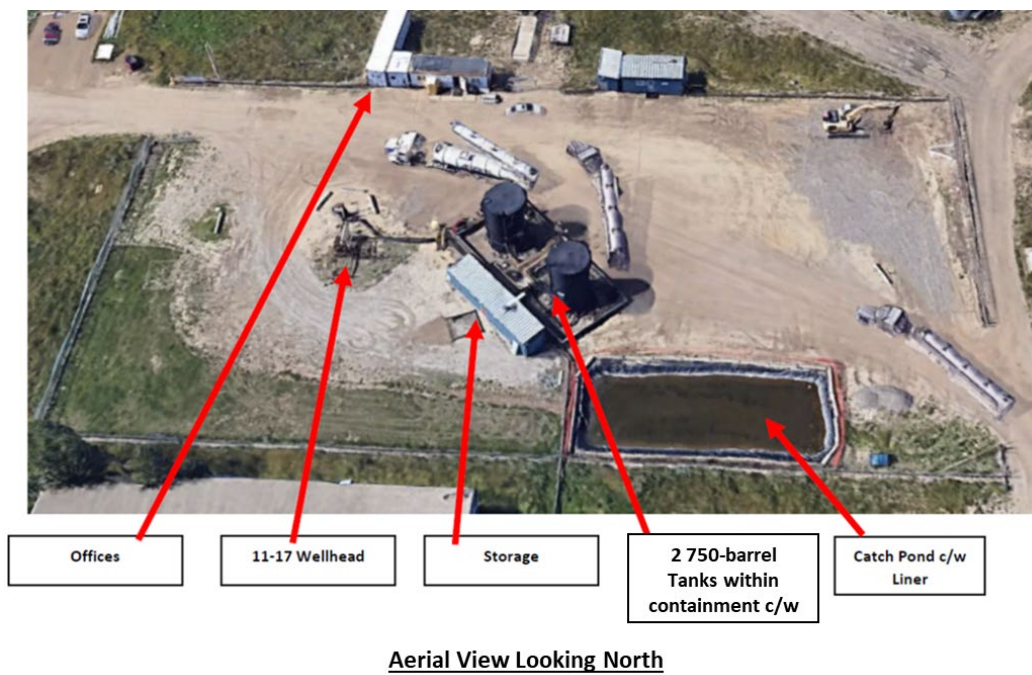 Offices
11-17 Wellhead
Storage
2 750-barrel
Tanks within
containment c/w
Catch Pond c/w
Liner
Aerial View Looking North